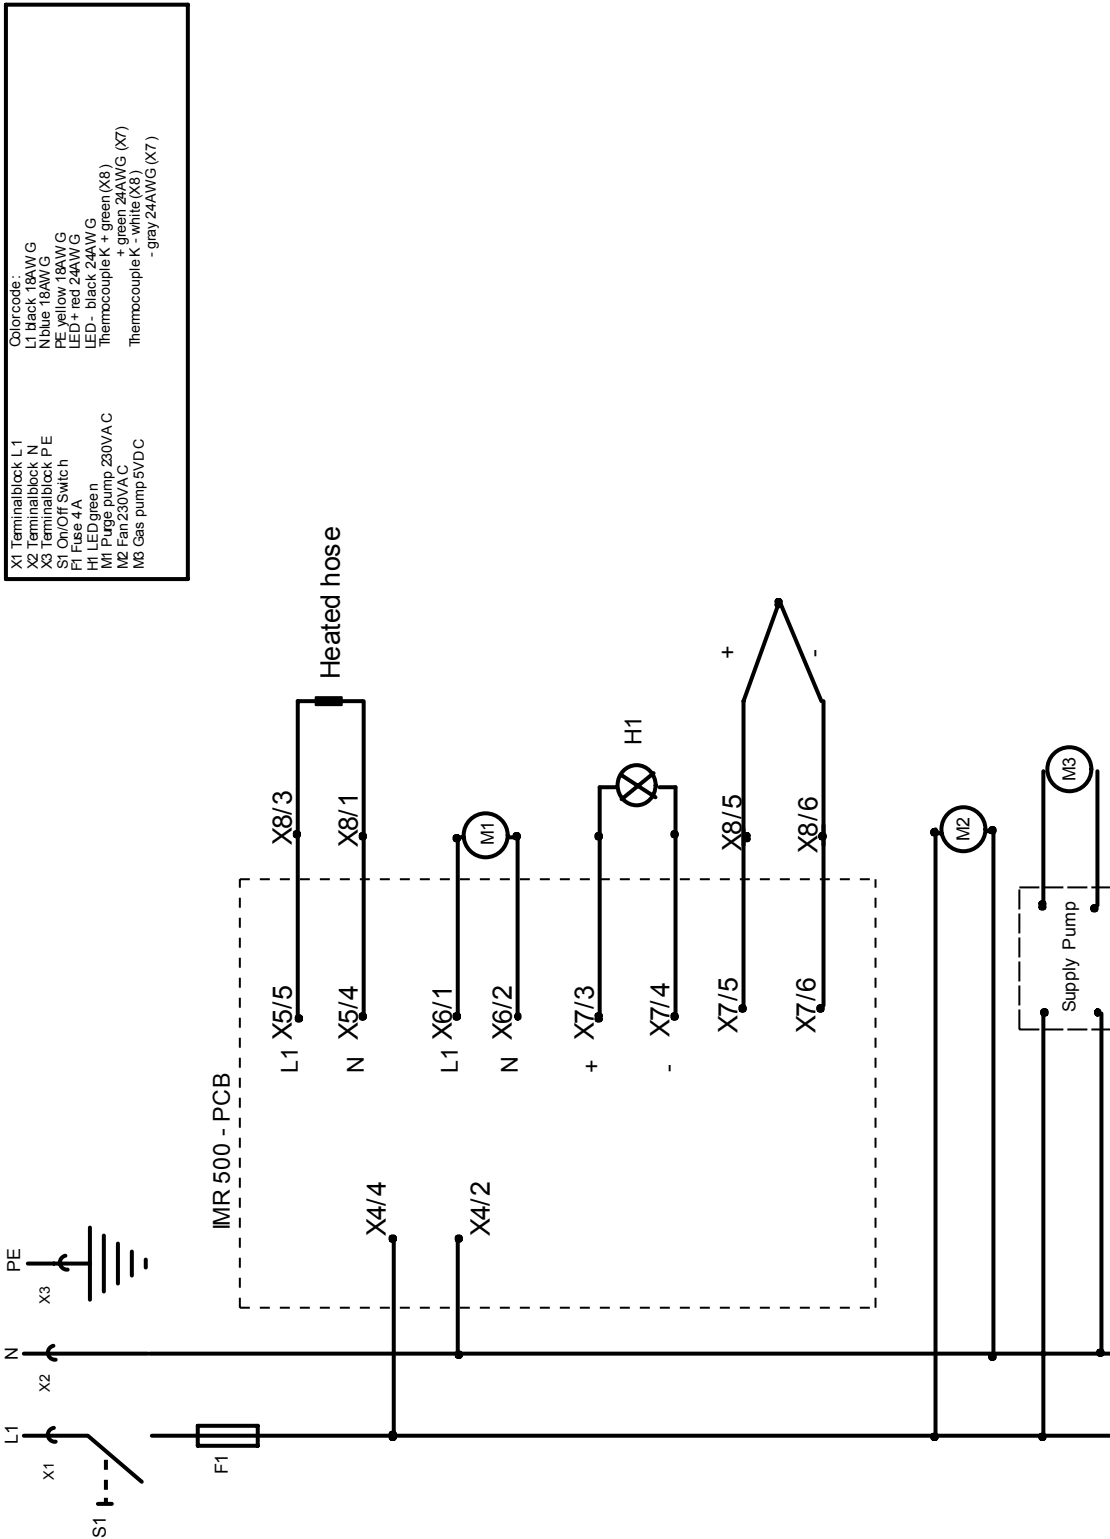 X1 Terminalblock L1
X2 Terminalblock N
X3 Terminalblock PE
S1 On/Off Switch
F1 Fuse 4 A
H1 LED green
M1 Purge pump 230VAC
M2 Fan 230VAC
M3 Gas pump 5VDC
Colorcode:
L1 black 18AWG
N blue 18AWG
PE yellow 18AWG
LED + red 24AWG
LED - black 24AWG
Thermocouple K + green (X8)
+ green 24AWG (X7)
Thermocouple K - white (X8)
- gray 24AWG (X7)
Heated hose
X8/3
X8/1
M1
H1
+
-
X8/5
X8/6
M2
M3
Supply Pump
L1 X5/5
N X5/4
L1 X6/1
N X6/2
+ X7/3
- X7/4
X7/5
X7/6
IMR 500 - PCB
X4/4
X4/2
PE
X3
N
X2
L1
X1
S1
F1